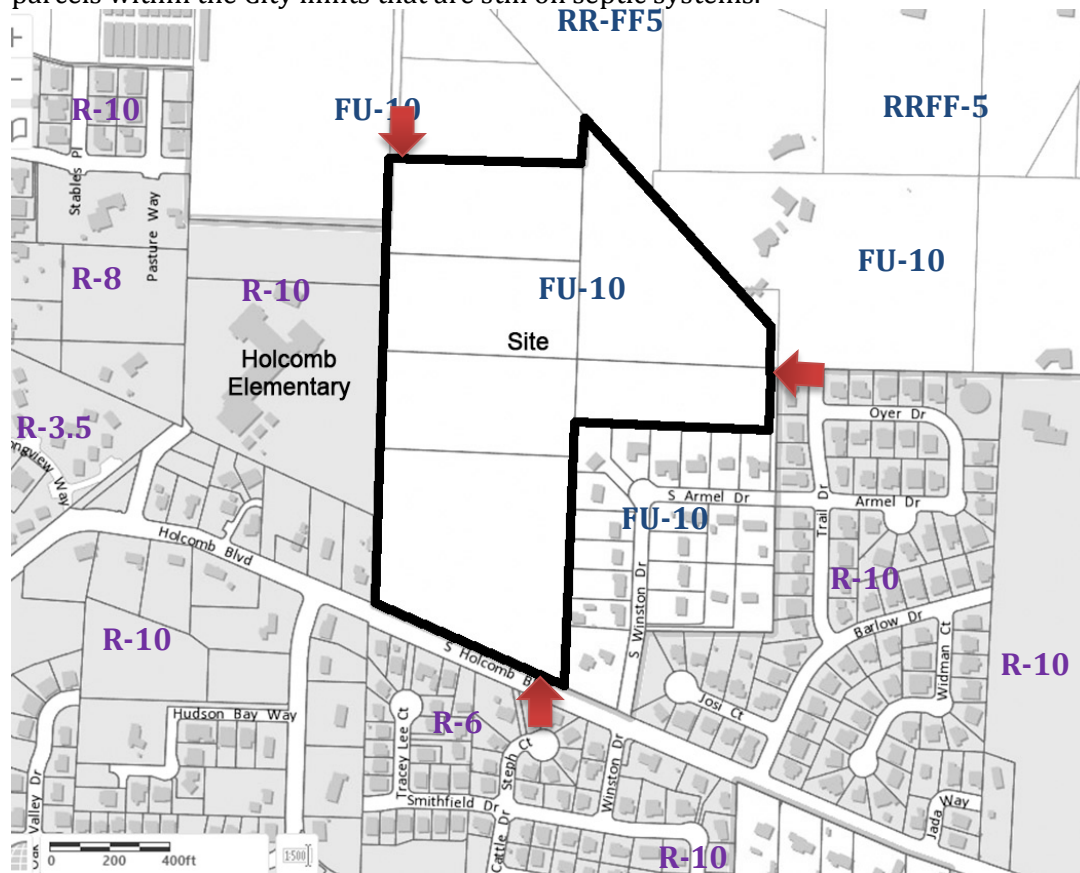 parcels within the City limits that are still on septic systems.
RR-FF5
R-10
FU-10
RRFF-5
Stables Pl
Pasture Way
R-8
R-10
FU-10
FU-10
Site
Holcomb
Elementary
R-3.5
ongview Way
Oyer Dr
S Armel Dr
Armel Dr
FU-10
Trail Dr
Holcomb Blvd
R-10
S Winston Dr
Barlow Dr
Widman Ct
R-10
R-10
S Holcomb B
Josi Ct
Hudson Bay Way
Tracey Lee Ct
R-6
Steph Ct
Winston Dr
Smithfield Dr
Valley Dr
Cattle Dr
Jada Way
R-10
0 200 400ft
1:500